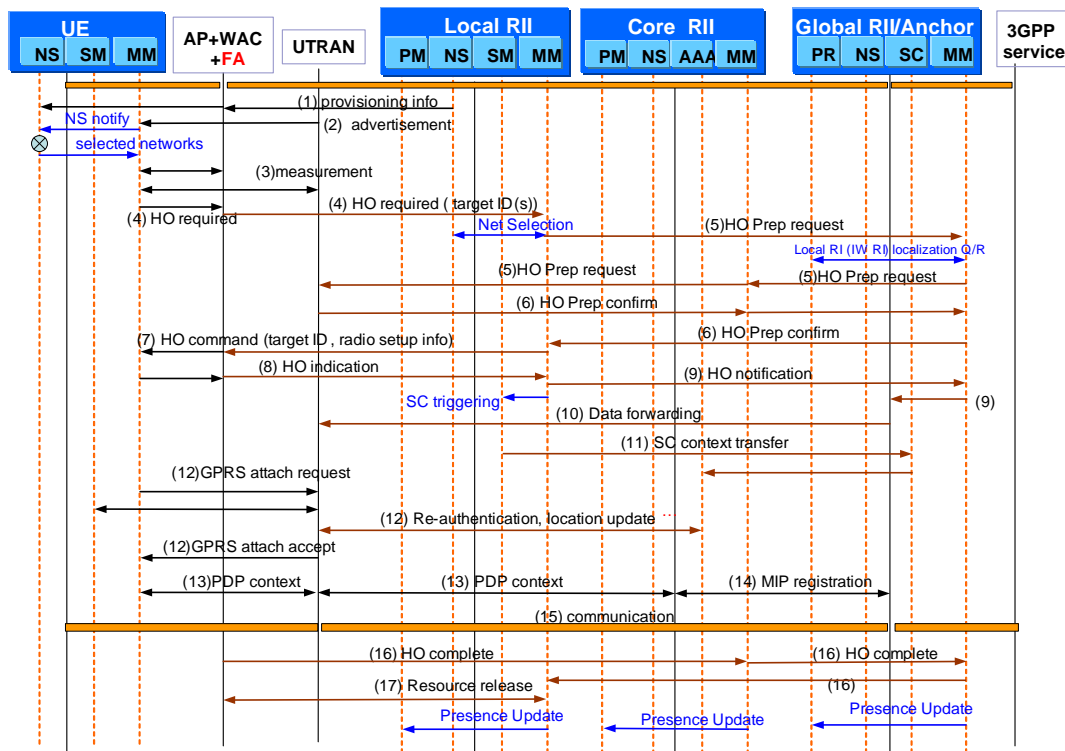 UE
NS SM MM
AP+WAC
+FA
UTRAN
Local RII
PM NS SM MM
Core RII
PM NS AAA MM
Global RII/Anchor
PR NS SC MM
3GPP
service
(1) provisioning info
NS notify
(2) advertisement
selected networks
(3)measurement
(4) HO required
(4) HO required ( target ID(s))
Net Selection
(5)HO Prep request
Local RI (IW RI) localization Q/R
(5)HO Prep request
(5)HO Prep request
(6) HO Prep confirm
(6) HO Prep confirm
(7) HO command (target ID , radio setup info)
(8) HO indication
(9) HO notification
SC triggering
(9)
(10) Data forwarding
(11) SC context transfer
(12)GPRS attach request
(12) Re-authentication, location update ...
(12)GPRS attach accept
(13)PDP context
(13) PDP context
(14) MIP registration
(15) communication
(16) HO complete
(16) HO complete
(17) Resource release
(16)
Presence Update
Presence Update
Presence Update